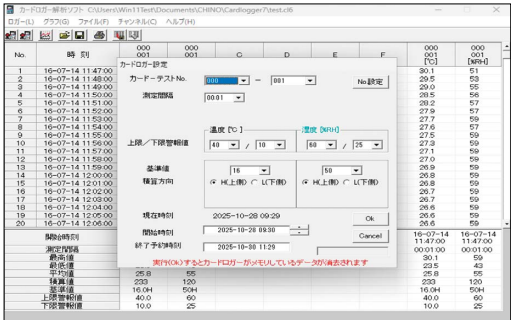 カードロガー解析ソフト C:\Users\Win11Test\Documents\CHINO\Cardlogger7\test.cl6
ロガー(L) グラフ(G) ファイル(F) チャンネル(C) ヘルプ(H)
No. 時 刻 000 001 000 001 C D E F 000 001 [℃] 000 001 [%RH]
1 16-07-14 11:47:00 30.1 51
2 16-07-14 11:48:00 29.5 53
3 16-07-14 11:49:00 29.0 55
4 16-07-14 11:50:00 28.5 56
5 16-07-14 11:51:00 28.2 57
6 16-07-14 11:52:00 27.9 57
7 16-07-14 11:53:00 27.7 59
8 16-07-14 11:54:00 27.6 57
9 16-07-14 11:55:00 27.5 58
10 16-07-14 11:56:00 27.3 59
11 16-07-14 11:57:00 27.1 59
12 16-07-14 11:58:00 27.0 59
13 16-07-14 11:59:00 26.9 59
14 16-07-14 12:00:00 26.8 59
15 16-07-14 12:01:00 26.8 59
16 16-07-14 12:02:00 26.7 59
17 16-07-14 12:03:00 26.6 59
18 16-07-14 12:04:00 26.6 59
19 16-07-14 12:05:00 26.6 59
20 16-07-14 12:06:00 26.6 59
カードロガー設定
カードーテストNo. 000 － 001 No.設定
測定間隔 00:01
温度 [℃] 湿度 [%RH]
上限／下限警報値 40 / 10 60 / 25
基準値 16 50
積算方向 H(上側) L(下側) H(上側) L(下側)
現在時刻 2025-10-28 09:29 Ok
開始時刻 2025-10-28 09:30
Cancel
終了予約時刻 2025-10-30 11:29
実行(Ok)するとカードロガーがメモリしているデータが消去されます
開始時刻 16-07-14 11:47:00 16-07-14 11:47:00
測定間隔 00:01:00 00:01:00
最高値 30.1 59
最低値 23.5 43
平均値 25.8 55 25.8 55
積算値 233 120 233 120
基準値 16.0H 50H 16.0H 50H
上限警報値 40.0 60 40.0 60
下限警報値 10.0 25 10.0 25